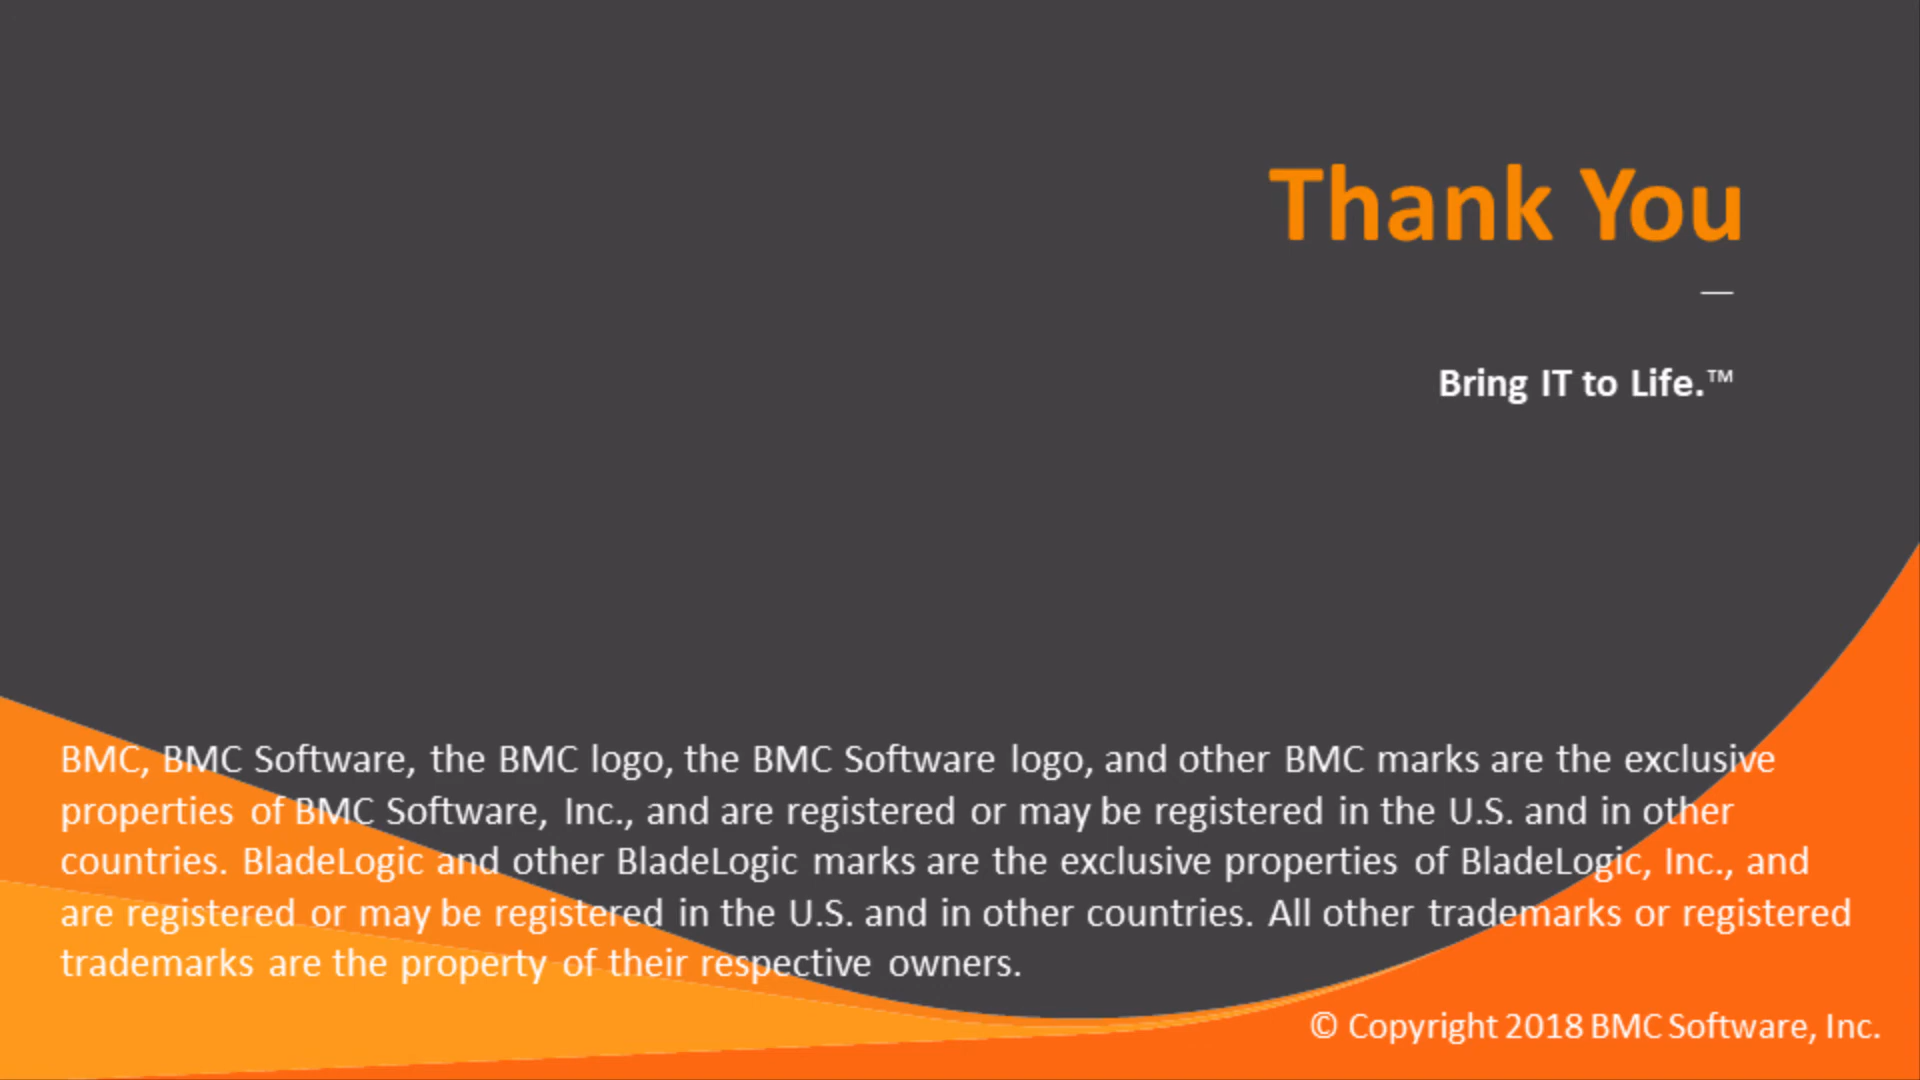 Thank You
Bring IT to Life.™
BMC, BMC Software, the BMC logo, the BMC Software logo, and other BMC marks are the exclusive
properties of BMC Software, Inc., and are registered or may be registered in the U.S. and in other
countries. BladeLogic and other BladeLogic marks are the exclusive properties of BladeLogic, Inc., and
are registered or may be registered in the U.S. and in other countries. All other trademarks or registered
trademarks are the property of their respective owners.
© Copyright 2018 BMC Software, Inc.